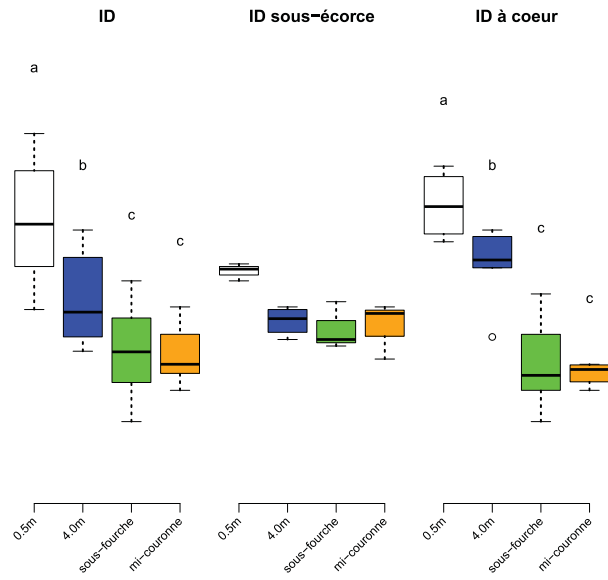 ID
ID sous-écorce
ID à coeur
a
b
c
c
a
b
c
c
0.5m
4.0m
sous-fourche
mi-couronne
0.5m
4.0m
sous-fourche
mi-couronne
0.5m
4.0m
sous-fourche
mi-couronne